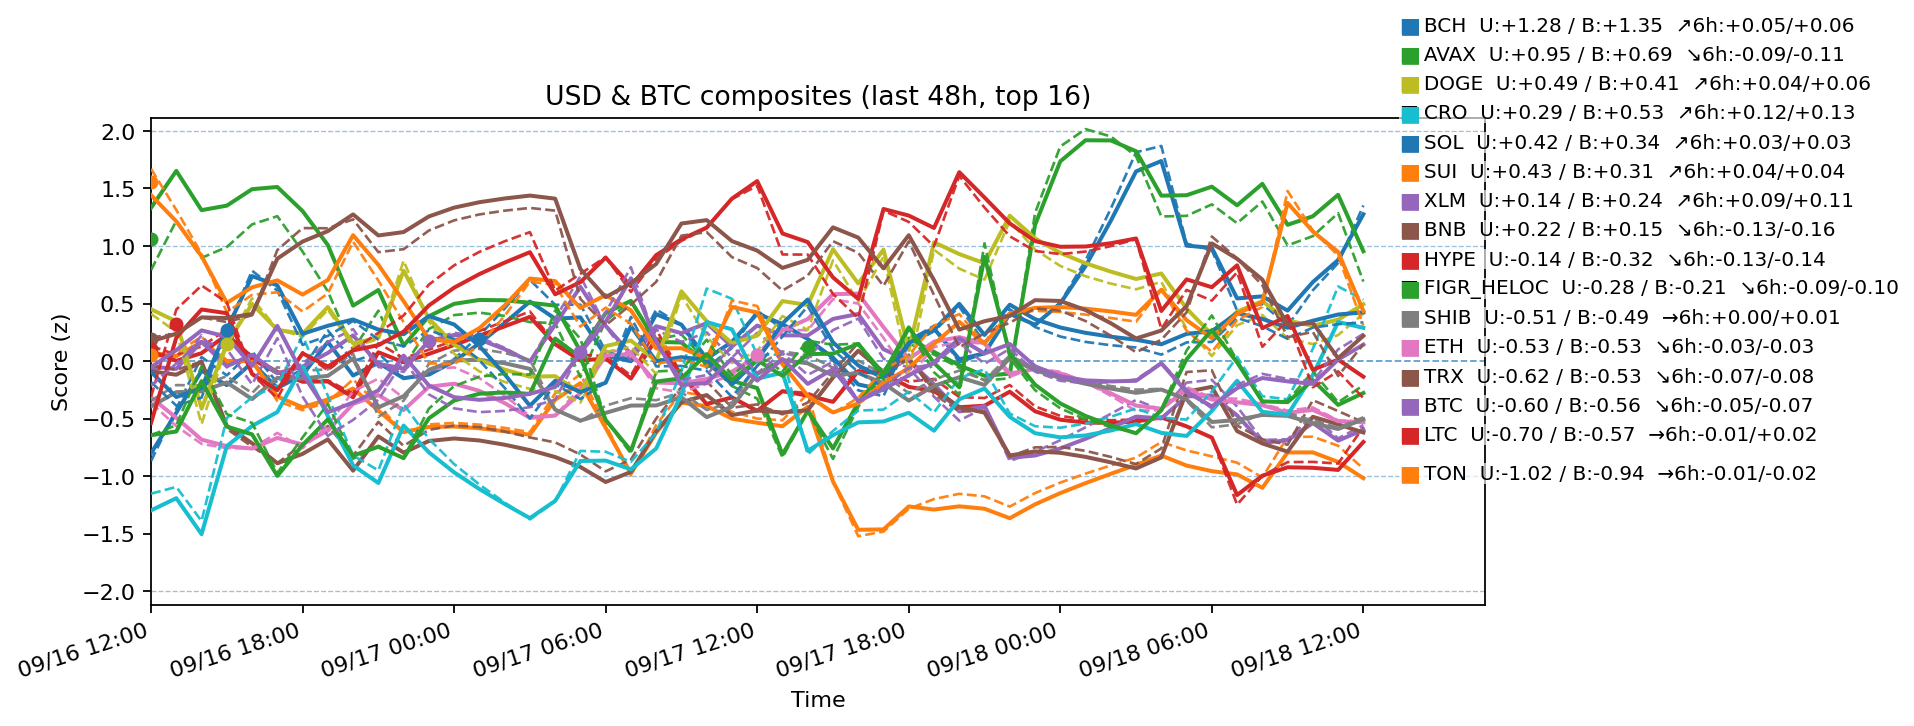 BCH U:+1.28 / B:+1.35 ↗6h:+0.05/+0.06
AVAX U:+0.95 / B:+0.69 ↘6h:-0.09/-0.11
DOGE U:+0.49 / B:+0.41 ↗6h:+0.04/+0.06
CRO U:+0.29 / B:+0.53 ↗6h:+0.12/+0.13
SOL U:+0.42 / B:+0.34 ↗6h:+0.03/+0.03
SUI U:+0.43 / B:+0.31 ↗6h:+0.04/+0.04
XLM U:+0.14 / B:+0.24 ↗6h:+0.09/+0.11
BNB U:+0.22 / B:+0.15 ↘6h:-0.13/-0.16
HYPE U:-0.14 / B:-0.32 ↘6h:-0.13/-0.14
FIGR_HELOC U:-0.28 / B:-0.21 ↘6h:-0.09/-0.10
SHIB U:-0.51 / B:-0.49 →6h:+0.00/+0.01
ETH U:-0.53 / B:-0.53 ↘6h:-0.03/-0.03
TRX U:-0.62 / B:-0.53 ↘6h:-0.07/-0.08
BTC U:-0.60 / B:-0.56 ↘6h:-0.05/-0.07
LTC U:-0.70 / B:-0.57 →6h:-0.01/+0.02
TON U:-1.02 / B:-0.94 →6h:-0.01/-0.02
USD & BTC composites (last 48h, top 16)
Score (z)
2.0
1.5
1.0
0.5
0.0
−0.5
−1.0
−1.5
−2.0
09/16 12:00
09/16 18:00
09/17 00:00
09/17 06:00
09/17 12:00
09/17 18:00
09/18 00:00
09/18 06:00
09/18 12:00
Time